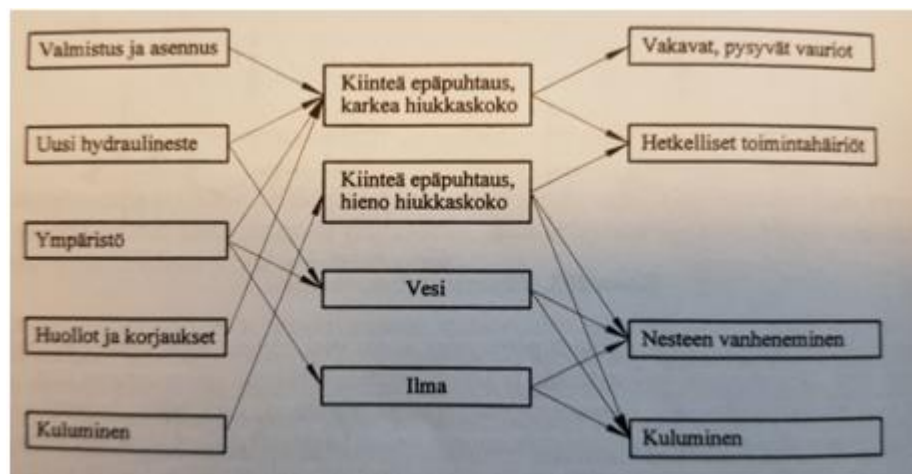 Valmistus ja asennus
Uusi hydraulineste
Ympäristö
Huollot ja korjaukset
Kuluminen
Kiinteä epäpuhtaus,
karkea hiukkaskoko
Kiinteä epäpuhtaus,
hieno hiukkaskoko
Vesi
Ilma
Vakavat, pysyvät vauriot
Hetkelliset toimintahäiriöt
Nesteen vanheneminen
Kuluminen